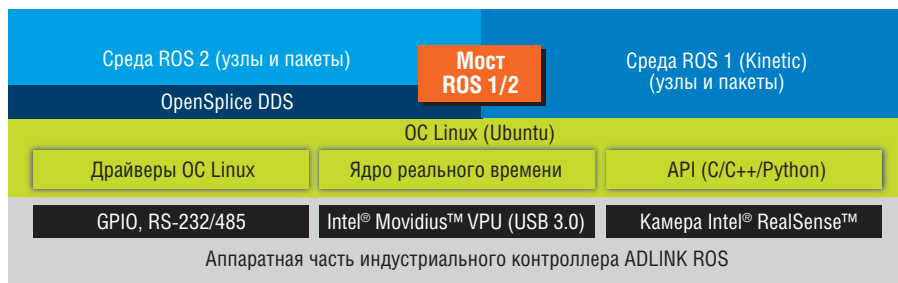 Среда ROS 2 (узлы и пакеты)
Мост
ROS 1/2
Среда ROS 1 (Kinetic)
(узлы и пакеты)
OpenSplice DDS
ОС Linux (Ubuntu)
Драйверы ОС Linux
Ядро реального времени
API (C/C++/Python)
GPIO, RS-232/485
Intel® Movidius™ VPU (USB 3.0)
Камера Intel® RealSense™
Аппаратная часть индустриального контроллера ADLINK ROS